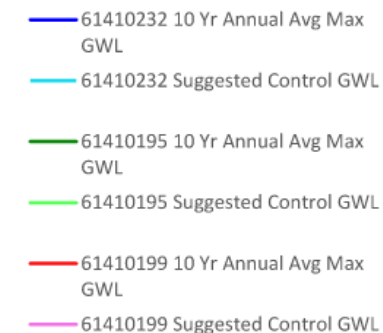 61410232 10 Yr Annual Avg Max
GWL
61410232 Suggested Control GWL
61410195 10 Yr Annual Avg Max
GWL
61410195 Suggested Control GWL
61410199 10 Yr Annual Avg Max
GWL
61410199 Suggested Control GWL